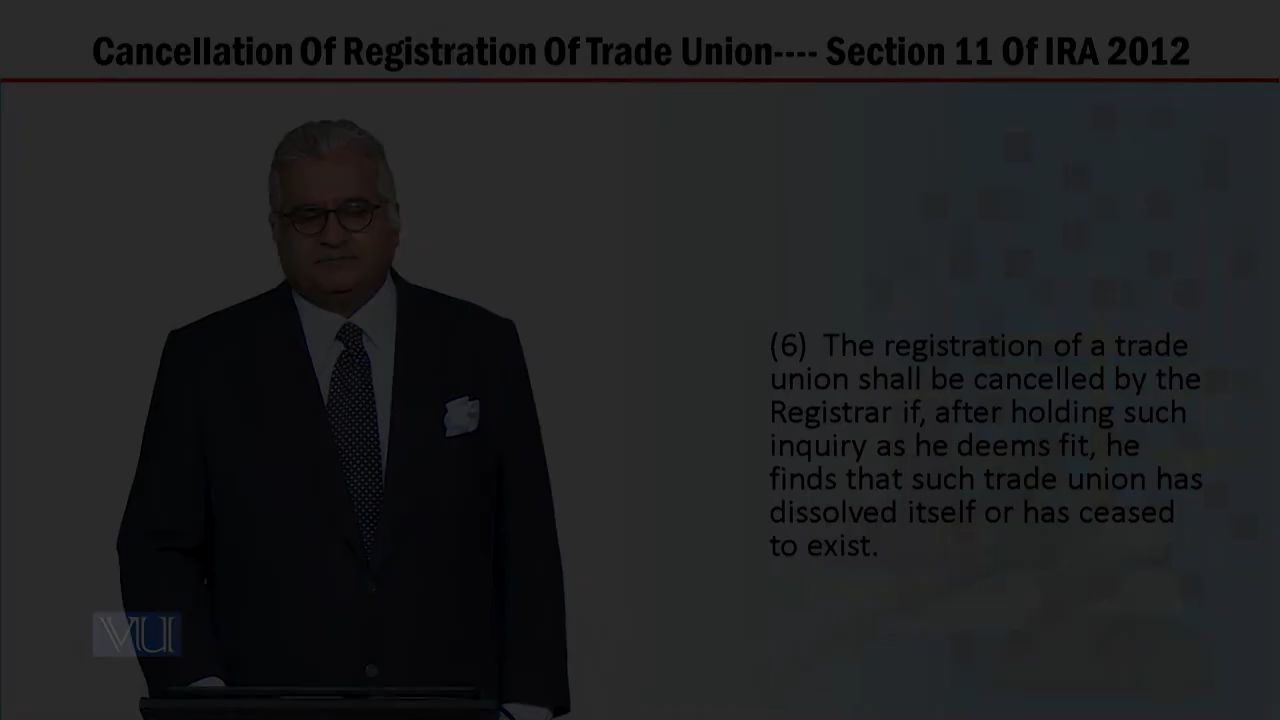 Cancellation Of Registration Of Trade Union---- Section 11 Of IRA 2012
(6) The registration of a trade
union shall be cancelled by the
Registrar if, after holding such
inquiry as he deems fit, he
finds that such trade union has
dissolved itself or has ceased
to exist.
VU